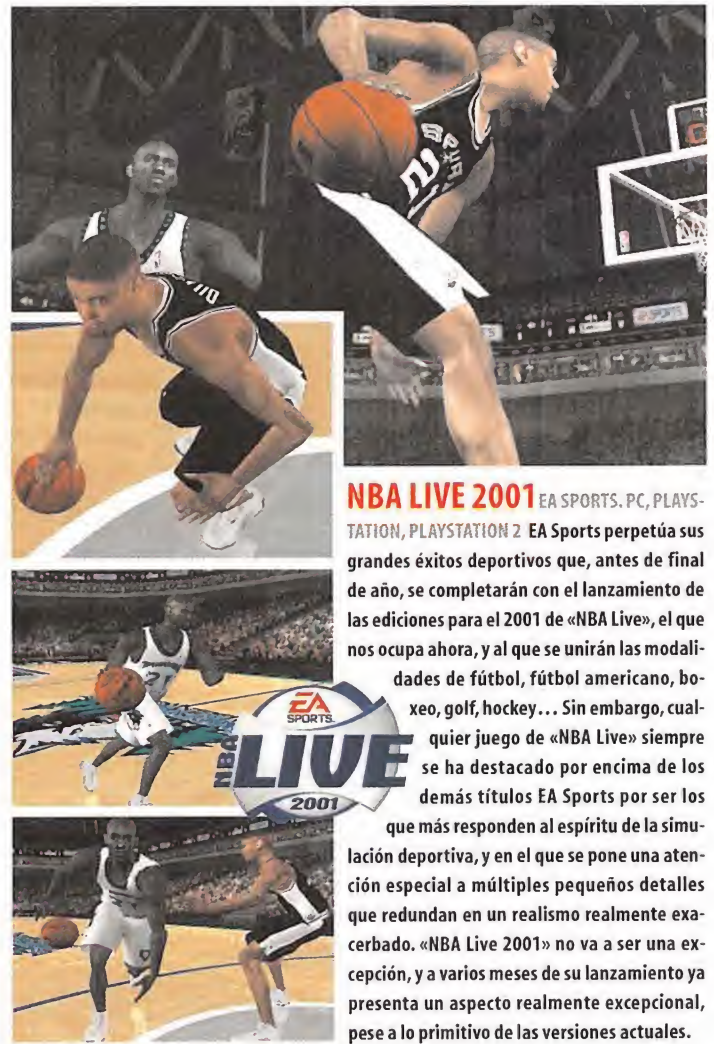 SPURS
2
EA SPORTS
NBA LIVE 2001 EA SPORTS. PC, PLAYS-
TATION, PLAYSTATION 2 EA Sports perpetúa sus
grandes éxitos deportivos que, antes de final
de año, se completarán con el lanzamiento de
las ediciones para el 2001 de «NBA Live», el que
nos ocupa ahora, y al que se unirán las modali-
dades de fútbol, fútbol americano, bo-
xeo, golf, hockey... Sin embargo, cual-
quier juego de «NBA Live» siempre
se ha destacado por encima de los
demás títulos EA Sports por ser los
que más responden al espíritu de la simu-
lación deportiva, y en el que se pone una aten-
ción especial a múltiples pequeños detalles
que redundan en un realismo realmente exa-
cerbado. «NBA Live 2001» no va a ser una ex-
cepción, y a varios meses de su lanzamiento ya
presenta un aspecto realmente excepcional,
pese a lo primitivo de las versiones actuales.
EA
SPORTS
NBA
LIVE
2001
21